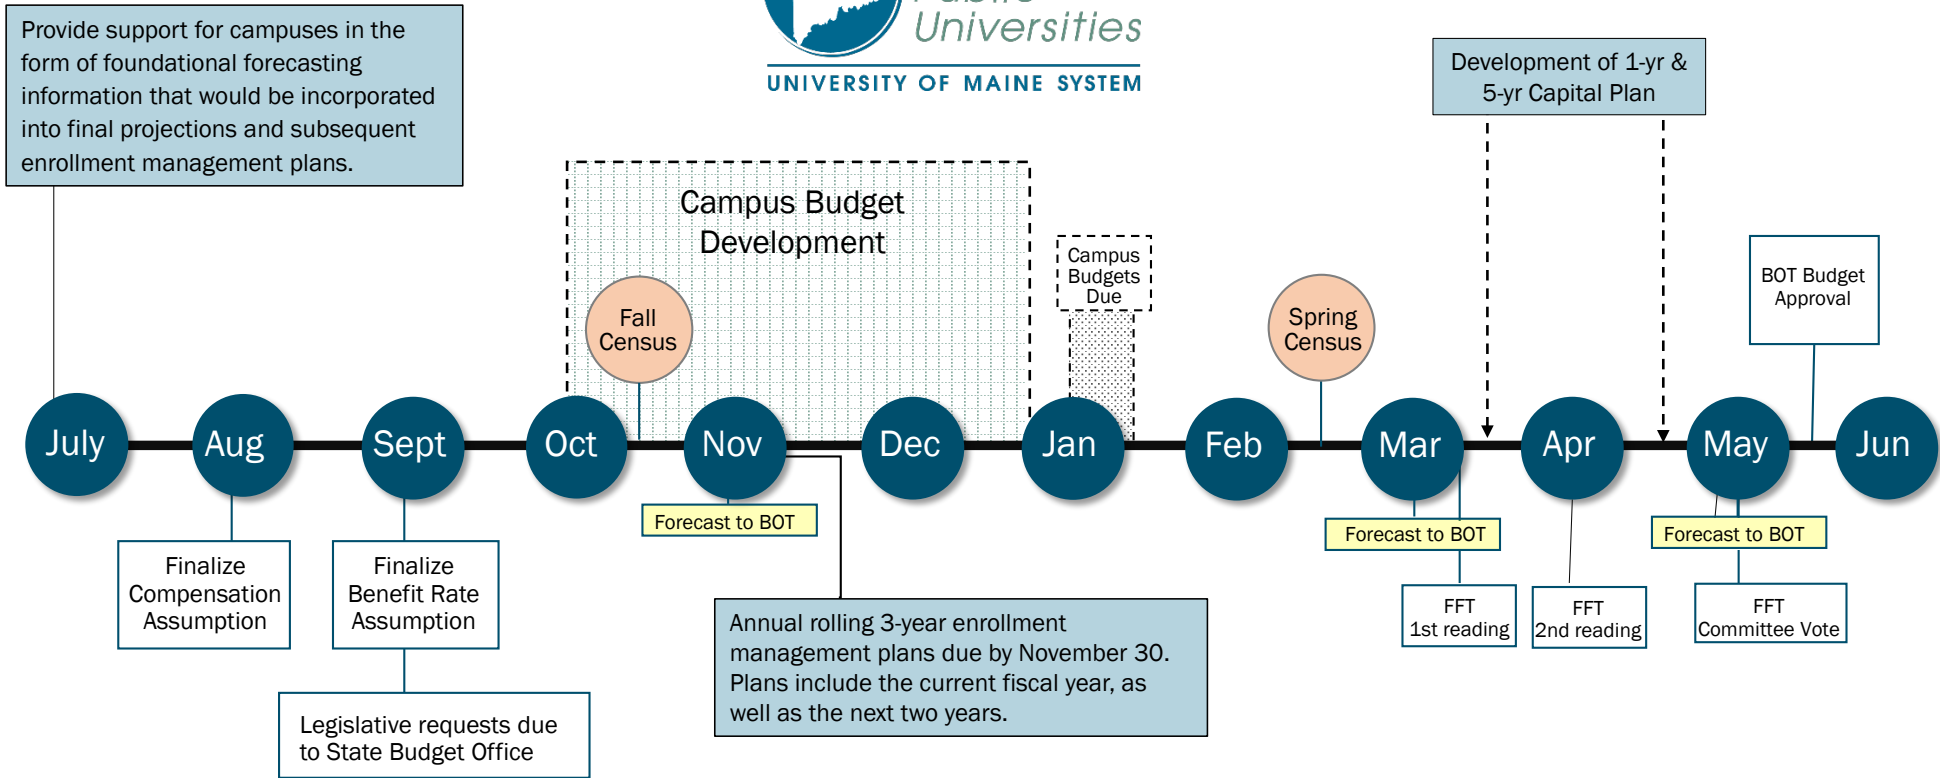 Provide support for campuses in the
form of foundational forecasting
information that would be incorporated
into final projections and subsequent
enrollment management plans.
Universities
UNIVERSITY OF MAINE SYSTEM
Development of 1-yr &
5-yr Capital Plan
Campus Budget
Development
Campus
Budgets
Due
BOT Budget
Approval
Fall
Census
Spring
Census
July
Aug
Sept
Oct
Nov
Dec
Jan
Feb
Mar
Apr
May
Jun
Forecast to BOT
Forecast to BOT
Forecast to BOT
Finalize
Compensation
Assumption
Finalize
Benefit Rate
Assumption
FFT
1st reading
FFT
2nd reading
FFT
Committee Vote
Annual rolling 3-year enrollment
management plans due by November 30.
Plans include the current fiscal year, as
well as the next two years.
Legislative requests due
to State Budget Office